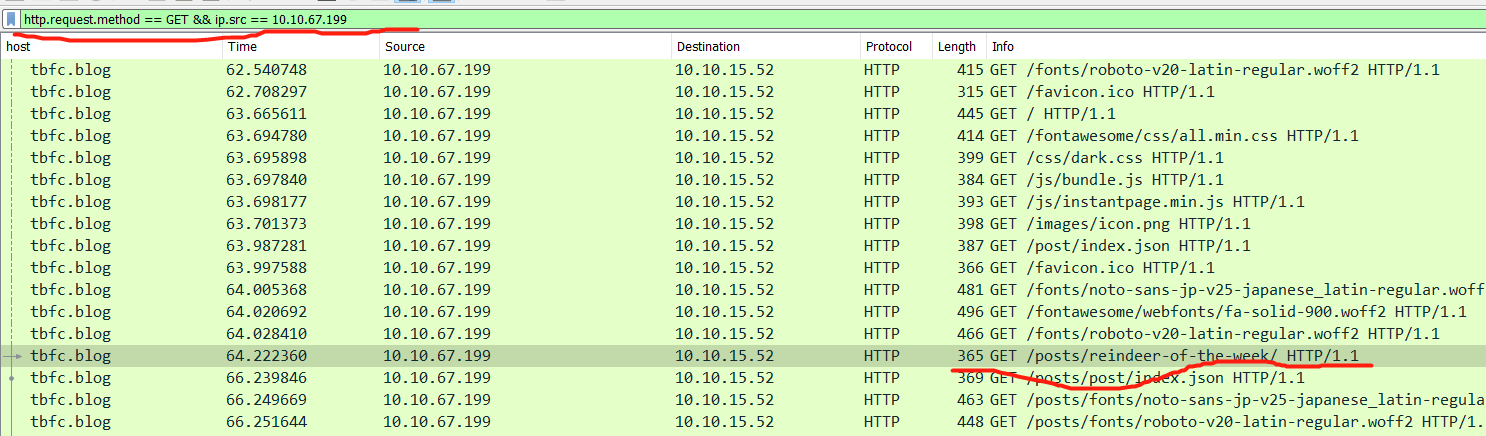 http.request.method == GET && ip.src == 10.10.67.199
host Time Source Destination Protocol Length Info
tbfc.blog 62.540748 10.10.67.199 10.10.15.52 HTTP 415 GET /fonts/roboto-v20-latin-regular.woff2 HTTP/1.1
tbfc.blog 62.708297 10.10.67.199 10.10.15.52 HTTP 315 GET /favicon.ico HTTP/1.1
tbfc.blog 63.665611 10.10.67.199 10.10.15.52 HTTP 445 GET / HTTP/1.1
tbfc.blog 63.694780 10.10.67.199 10.10.15.52 HTTP 414 GET /fontawesome/css/all.min.css HTTP/1.1
tbfc.blog 63.695898 10.10.67.199 10.10.15.52 HTTP 399 GET /css/dark.css HTTP/1.1
tbfc.blog 63.697840 10.10.67.199 10.10.15.52 HTTP 384 GET /js/bundle.js HTTP/1.1
tbfc.blog 63.698177 10.10.67.199 10.10.15.52 HTTP 393 GET /js/instantpage.min.js HTTP/1.1
tbfc.blog 63.701373 10.10.67.199 10.10.15.52 HTTP 398 GET /images/icon.png HTTP/1.1
tbfc.blog 63.987281 10.10.67.199 10.10.15.52 HTTP 387 GET /post/index.json HTTP/1.1
tbfc.blog 63.997588 10.10.67.199 10.10.15.52 HTTP 366 GET /favicon.ico HTTP/1.1
tbfc.blog 64.005368 10.10.67.199 10.10.15.52 HTTP 481 GET /fonts/noto-sans-jp-v25-japanese_latin-regular.woff
tbfc.blog 64.020692 10.10.67.199 10.10.15.52 HTTP 496 GET /fontawesome/webfonts/fa-solid-900.woff2 HTTP/1.1
tbfc.blog 64.028410 10.10.67.199 10.10.15.52 HTTP 466 GET /fonts/roboto-v20-latin-regular.woff2 HTTP/1.1
tbfc.blog 64.222360 10.10.67.199 10.10.15.52 HTTP 365 GET /posts/reindeer-of-the-week/ HTTP/1.1
tbfc.blog 66.239846 10.10.67.199 10.10.15.52 HTTP 369 GET /posts/post/index.json HTTP/1.1
tbfc.blog 66.249669 10.10.67.199 10.10.15.52 HTTP 463 GET /posts/fonts/noto-sans-jp-v25-japanese_latin-regula
tbfc.blog 66.251644 10.10.67.199 10.10.15.52 HTTP 448 GET /posts/fonts/roboto-v20-latin-regular.woff2 HTTP/1.